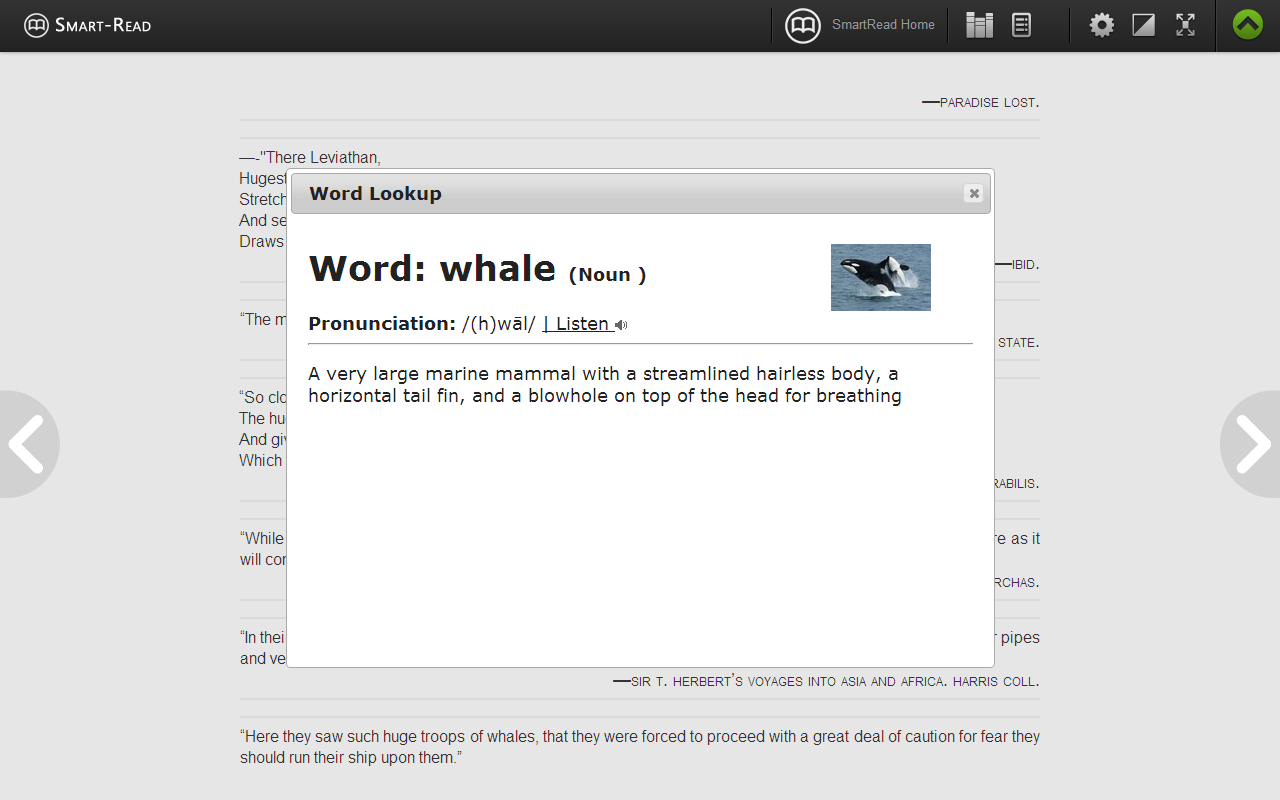 SMART-READ
SmartRead Home
—PARADISE LOST.
—-"There Leviathan,
Hugest
Stretch
And se
Draws
—IBID.
“The m
STATE.
“So clo
The hu
And giv
Which
RABILIS.
“While
re as it
will cor
RCHAS.
“In thei
r pipes
and ve
—SIR T. HERBERT’S VOYAGES INTO ASIA AND AFRICA. HARRIS COLL.
“Here they saw such huge troops of whales, that they were forced to proceed with a great deal of caution for fear they
should run their ship upon them.”
Word Lookup
Word: whale (Noun )
Pronunciation: /(h)wāl/ | Listen
A very large marine mammal with a streamlined hairless body, a
horizontal tail fin, and a blowhole on top of the head for breathing